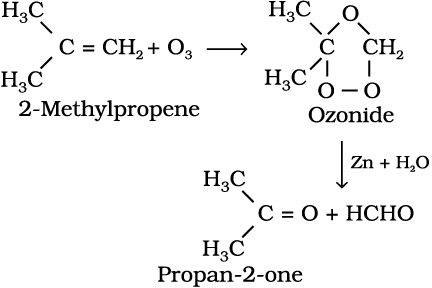 H₃C
C = CH₂ + O₃
H₃C
2-Methylpropene
H₃C
O
C
CH₂
H₃C
O – O
Ozonide
Zn + H₂O
H₃C
C = O + HCHO
H₃C
Propan-2-one